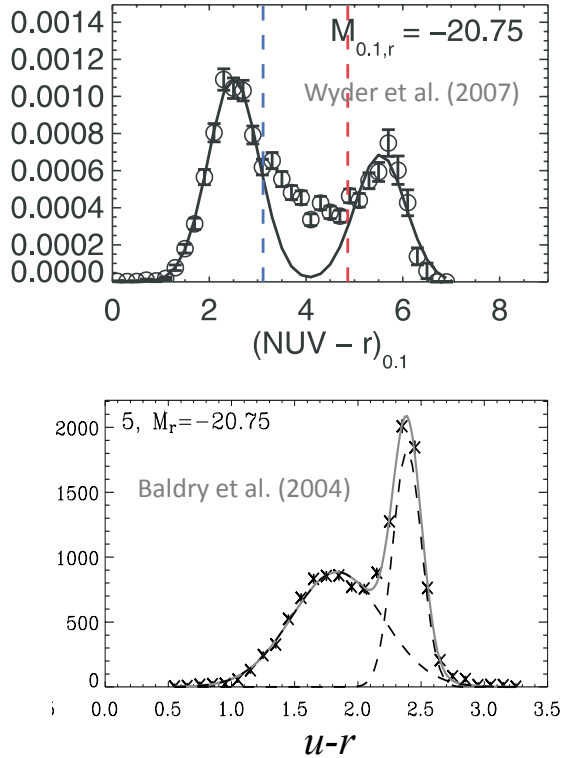 0.0014
M0.1,r = −20.75
0.0012
Wyder et al. (2007)
0.0010
0.0008
0.0006
0.0004
0.0002
0.0000
0 2 4 6 8
(NUV − r)0.1
5, Mr=−20.75
2000
Baldry et al. (2004)
1500
1000
500
0
0.0 0.5 1.0 1.5 2.0 2.5 3.0 3.5
u-r